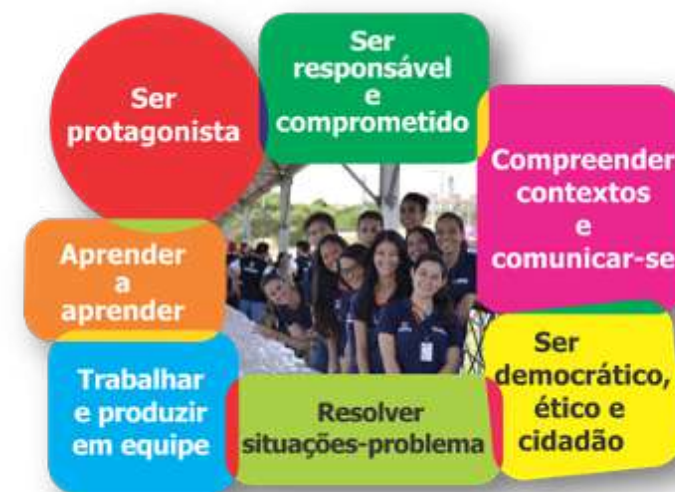 Ser
protagonista
Ser
responsável
e
comprometido
Compreender
contextos
e
comunicar-se
Aprender
a
aprender
Ser
democrático,
ético e
cidadão
Trabalhar
e produzir
em equipe
Resolver
situações-problema